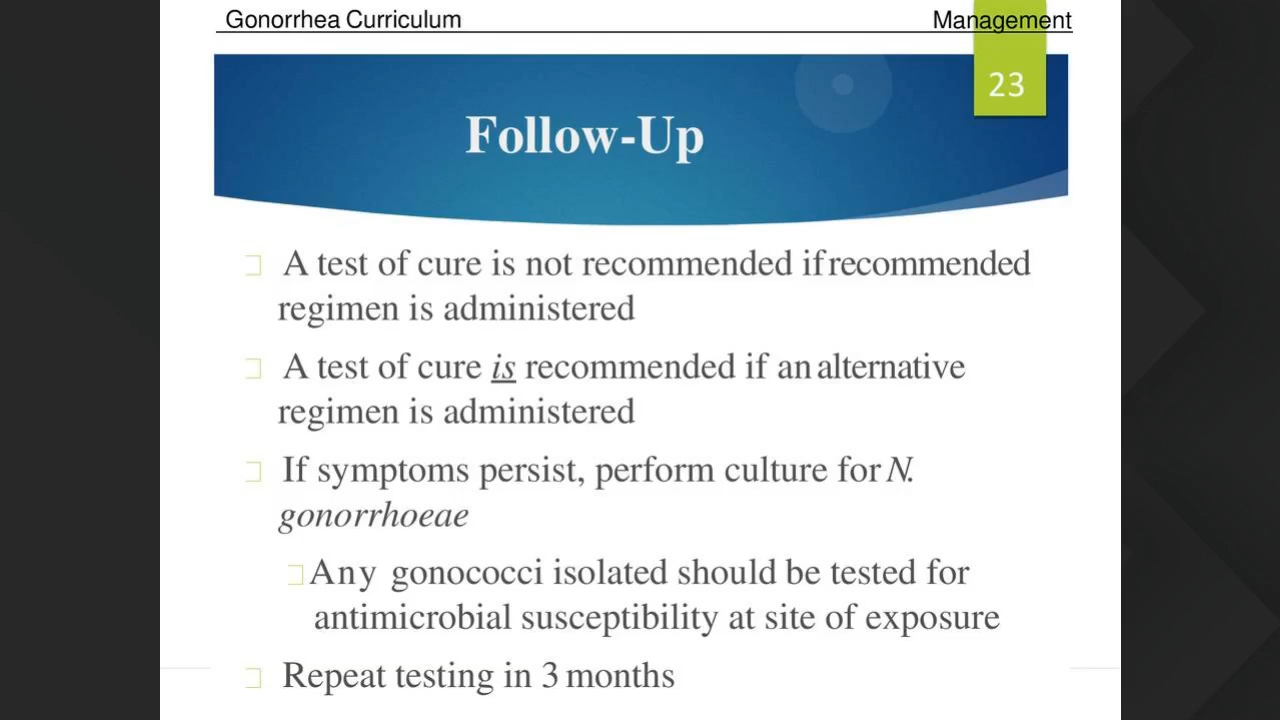 Gonorrhea Curriculum Management
23
Follow-Up
A test of cure is not recommended if recommended
regimen is administered
A test of cure is recommended if an alternative
regimen is administered
If symptoms persist, perform culture for N.
gonorrhoeae
Any gonococci isolated should be tested for
antimicrobial susceptibility at site of exposure
Repeat testing in 3 months